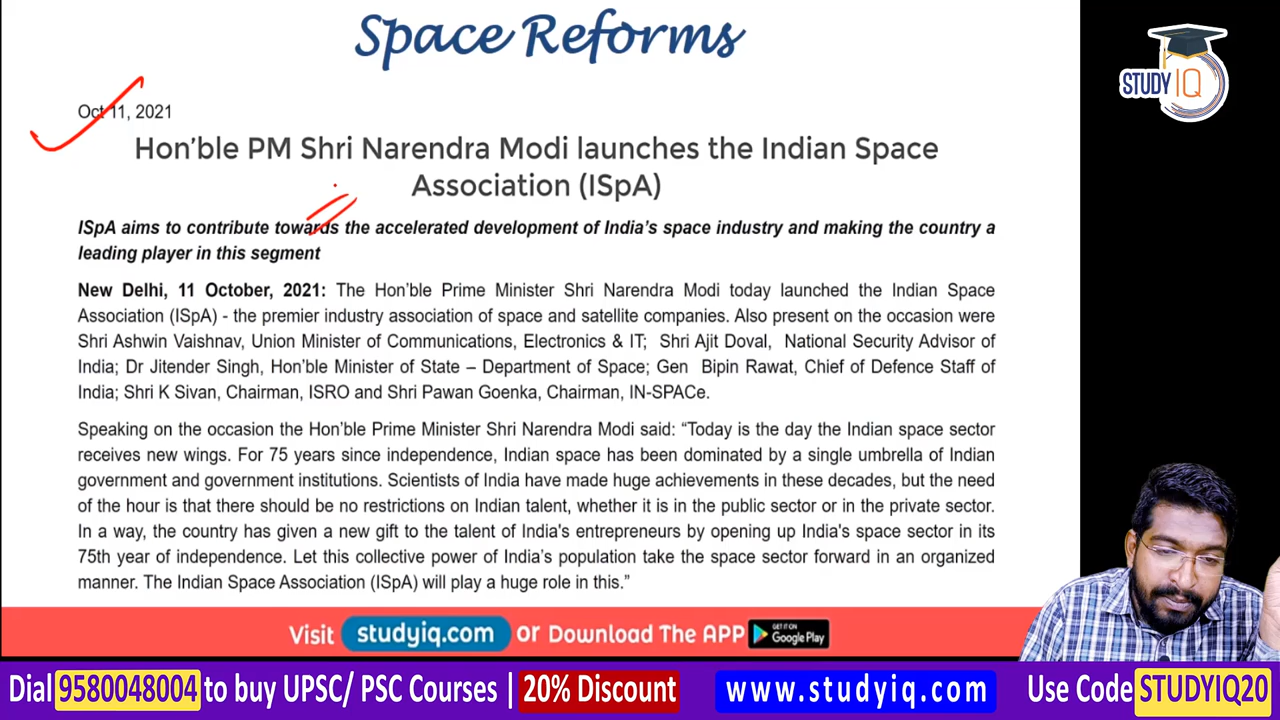 Space Reforms
STUDY IQ
Oct 11, 2021
Hon'ble PM Shri Narendra Modi launches the Indian Space
Association (ISpA)
ISpA aims to contribute towards the accelerated development of India's space industry and making the country a
leading player in this segment
New Delhi, 11 October, 2021: The Hon'ble Prime Minister Shri Narendra Modi today launched the Indian Space
Association (ISpA) - the premier industry association of space and satellite companies. Also present on the occasion were
Shri Ashwin Vaishnav, Union Minister of Communications, Electronics & IT; Shri Ajit Doval, National Security Advisor of
India; Dr Jitender Singh, Hon'ble Minister of State – Department of Space; Gen Bipin Rawat, Chief of Defence Staff of
India; Shri K Sivan, Chairman, ISRO and Shri Pawan Goenka, Chairman, IN-SPACe.
Speaking on the occasion the Hon'ble Prime Minister Shri Narendra Modi said: “Today is the day the Indian space sector
receives new wings. For 75 years since independence, Indian space has been dominated by a single umbrella of Indian
government and government institutions. Scientists of India have made huge achievements in these decades, but the need
of the hour is that there should be no restrictions on Indian talent, whether it is in the public sector or in the private sector.
In a way, the country has given a new gift to the talent of India's entrepreneurs by opening up India's space sector in its
75th year of independence. Let this collective power of India's population take the space sector forward in an organized
manner. The Indian Space Association (ISpA) will play a huge role in this.”
Visit studyiq.com or Download The APP GET IT ON Google Play
Dial 9580048004 to buy UPSC/ PSC Courses | 20% Discount www.studyiq.com Use Code STUDYIQ20